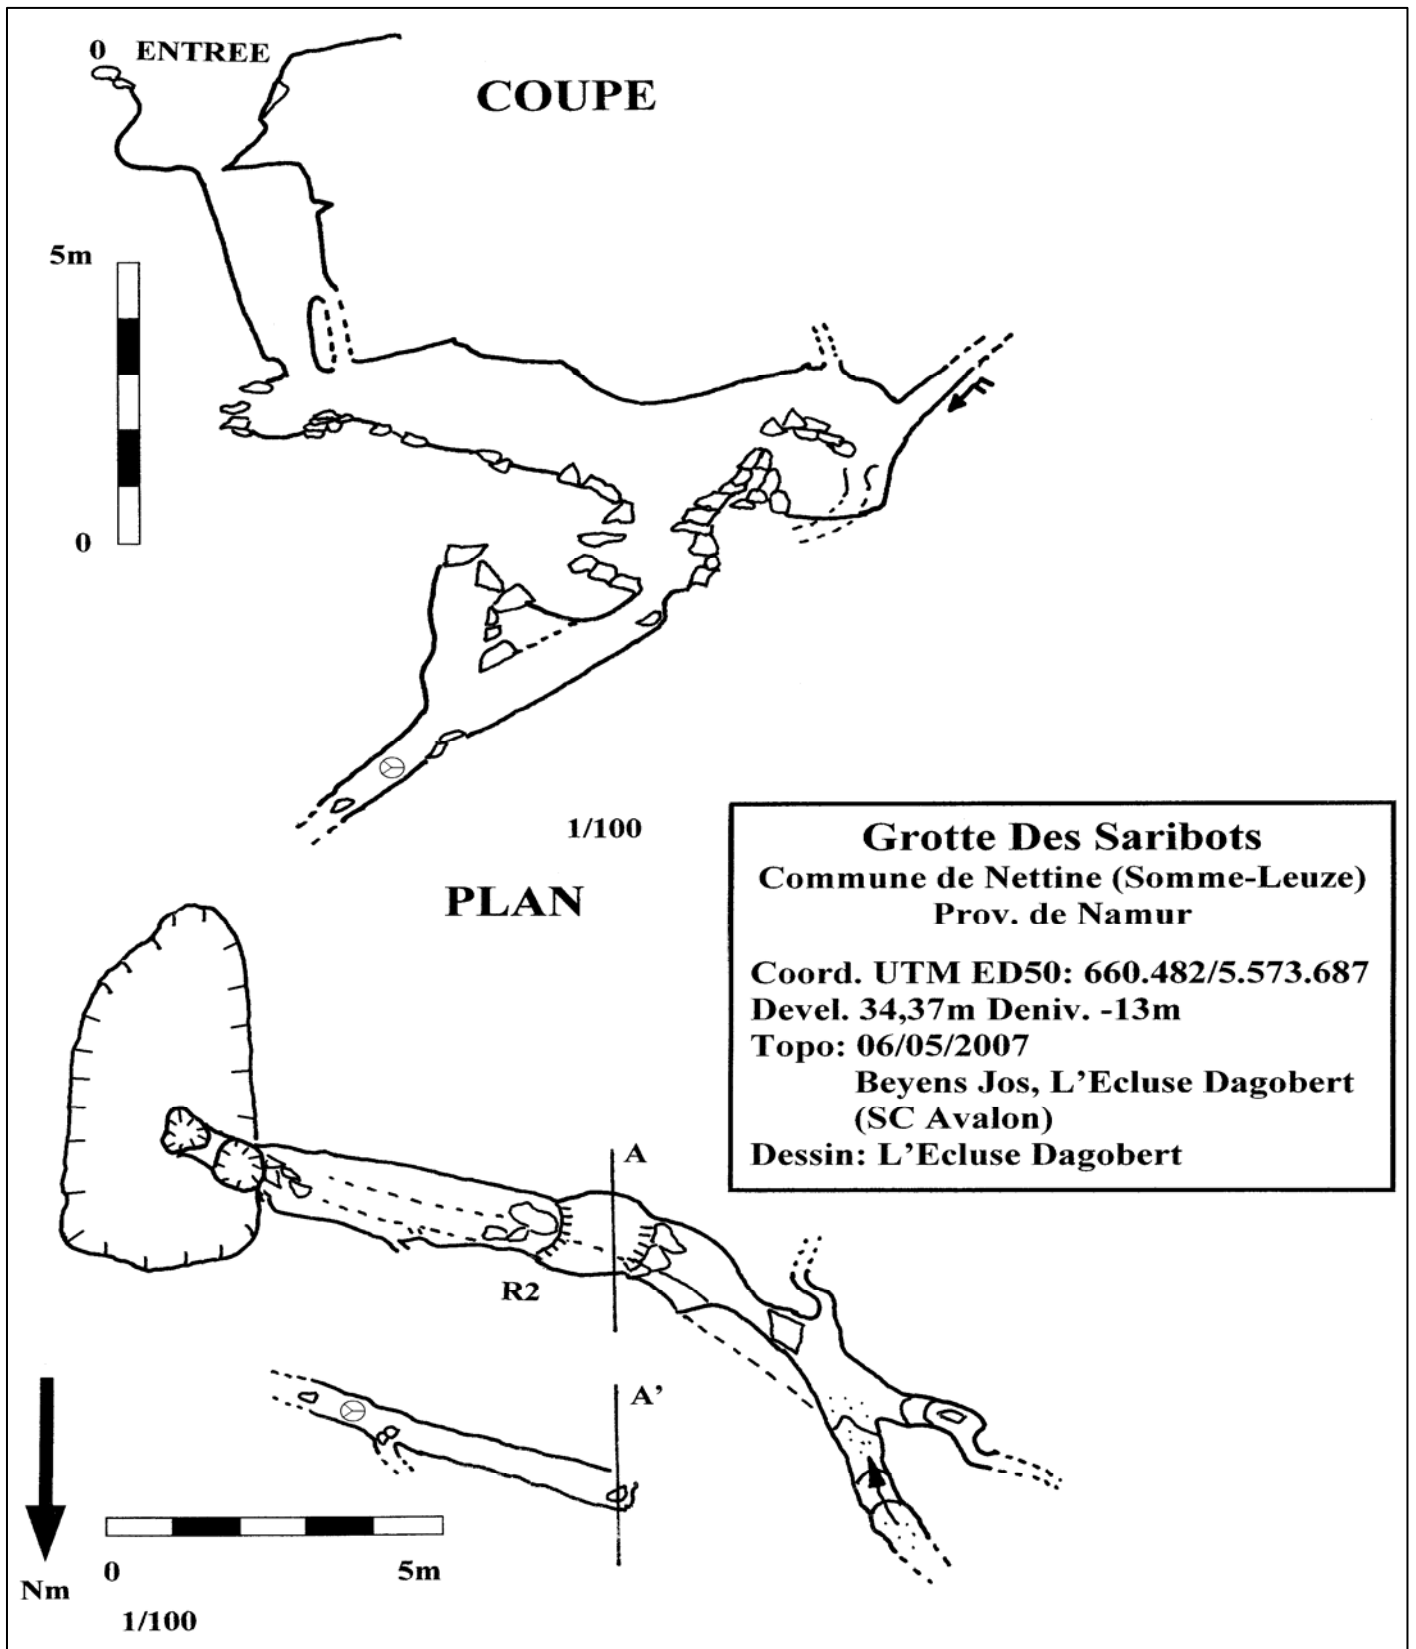 0 ENTREE
COUPE
5m
0
1/100
Grotte Des Saribots
Commune de Nettine (Somme-Leuze)
Prov. de Namur
Coord. UTM ED50: 660.482/5.573.687
Devel. 34,37m Deniv. -13m
Topo: 06/05/2007
Beyens Jos, L'Ecluse Dagobert
(SC Avalon)
Dessin: L'Ecluse Dagobert
PLAN
A
R2
A'
Nm
0 5m
1/100